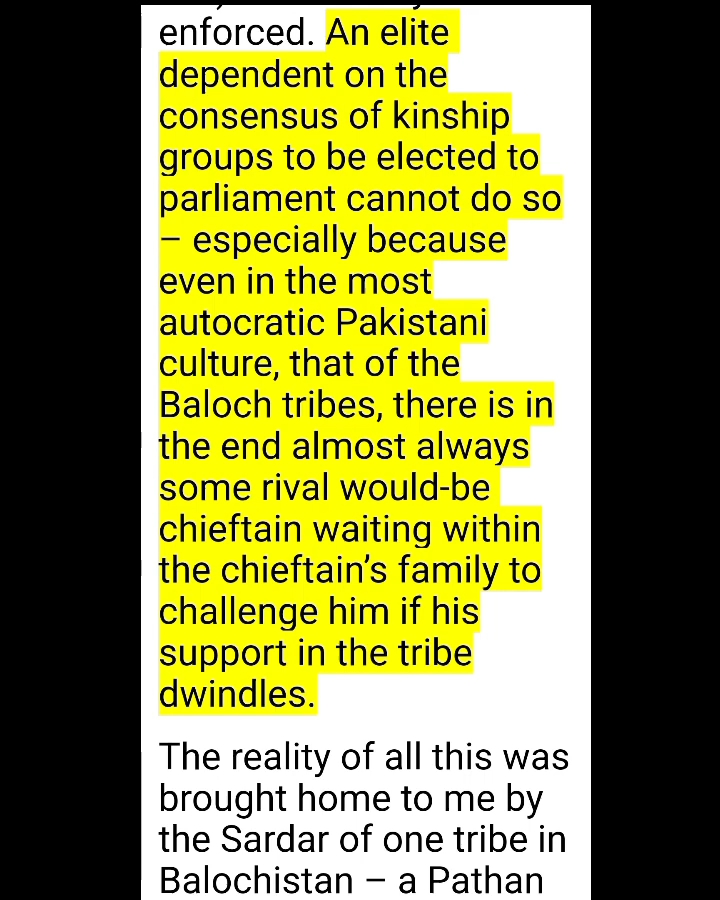 enforced. An elite
dependent on the
consensus of kinship
groups to be elected to
parliament cannot do so
– especially because
even in the most
autocratic Pakistani
culture, that of the
Baloch tribes, there is in
the end almost always
some rival would-be
chieftain waiting within
the chieftain’s family to
challenge him if his
support in the tribe
dwindles.
The reality of all this was
brought home to me by
the Sardar of one tribe in
Balochistan – a Pathan